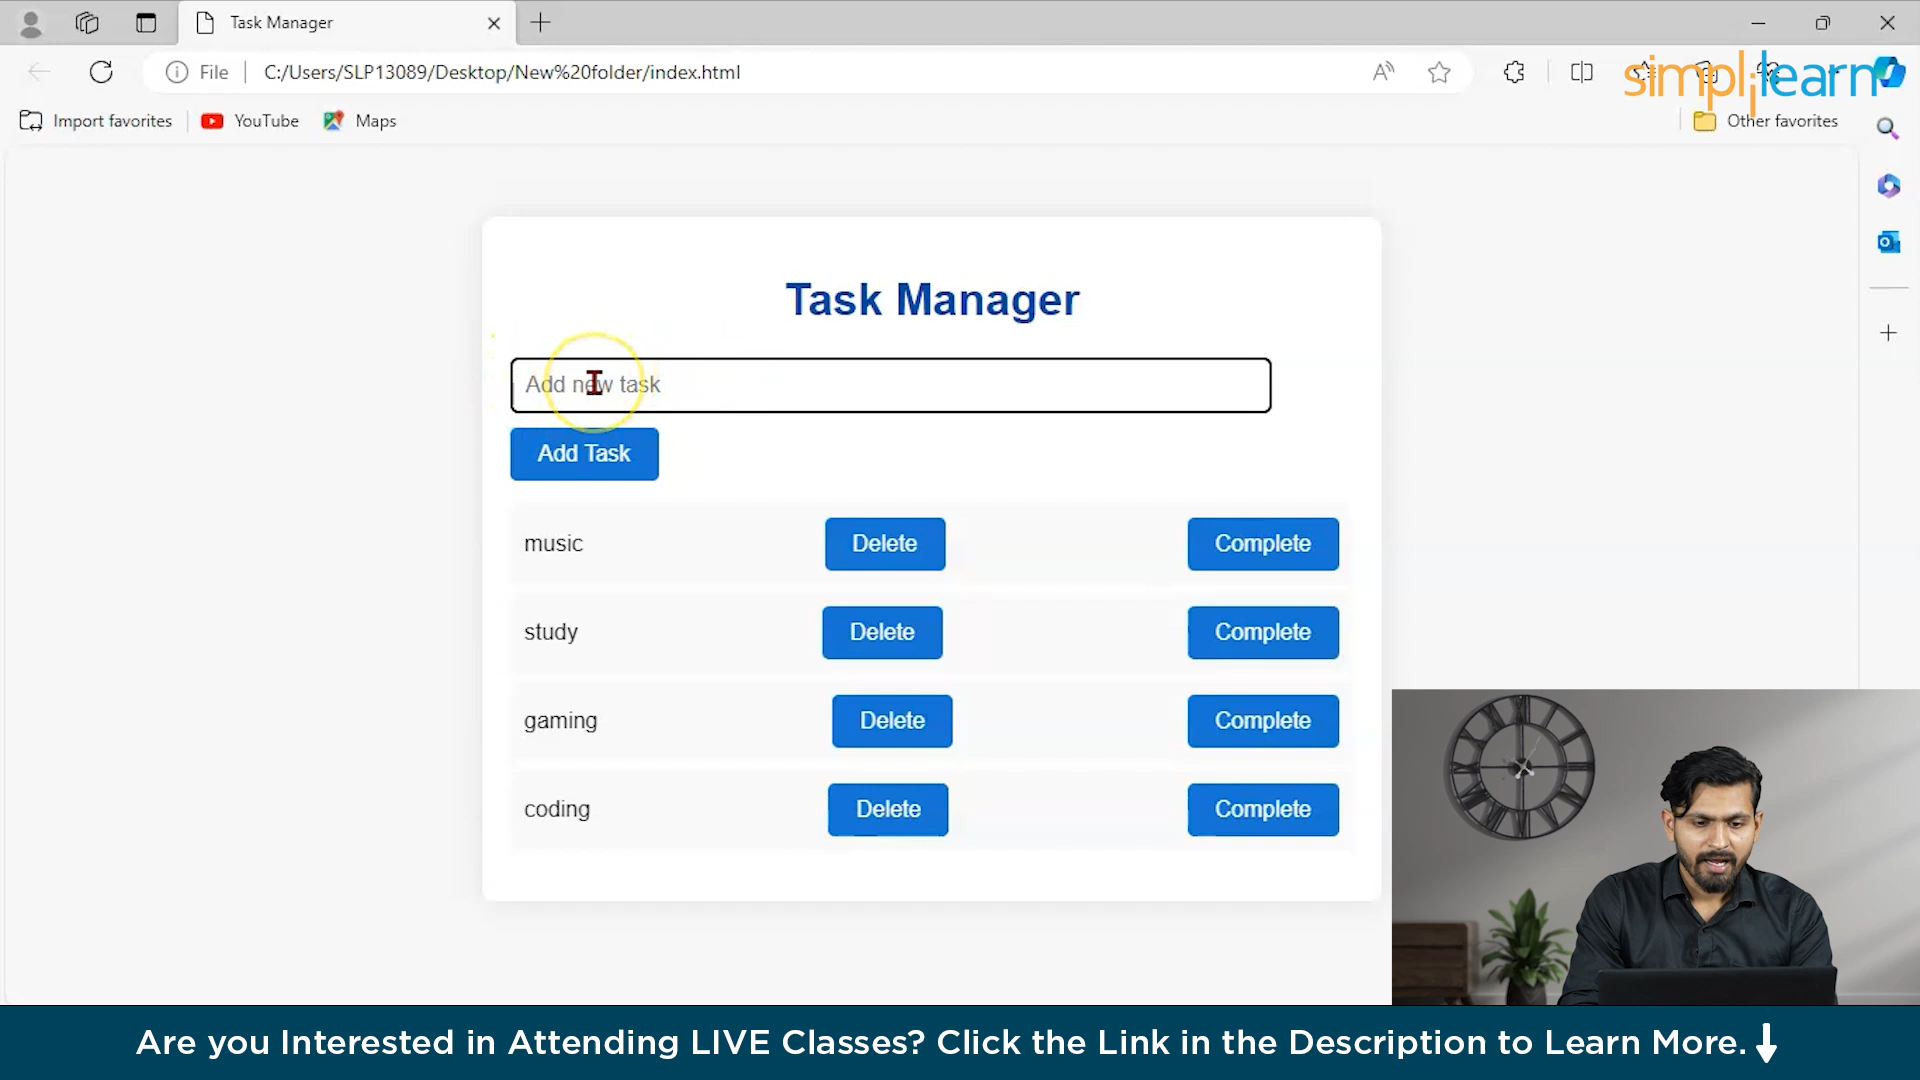 Task Manager
File
C:/Users/SLP13089/Desktop/New%20folder/index.html
simplilearn
Import favorites
YouTube
Maps
Other favorites
Task Manager
Add new task
Add Task
music Delete Complete
study Delete Complete
gaming Delete Complete
coding Delete Complete
Are you Interested in Attending LIVE Classes? Click the Link in the Description to Learn More.